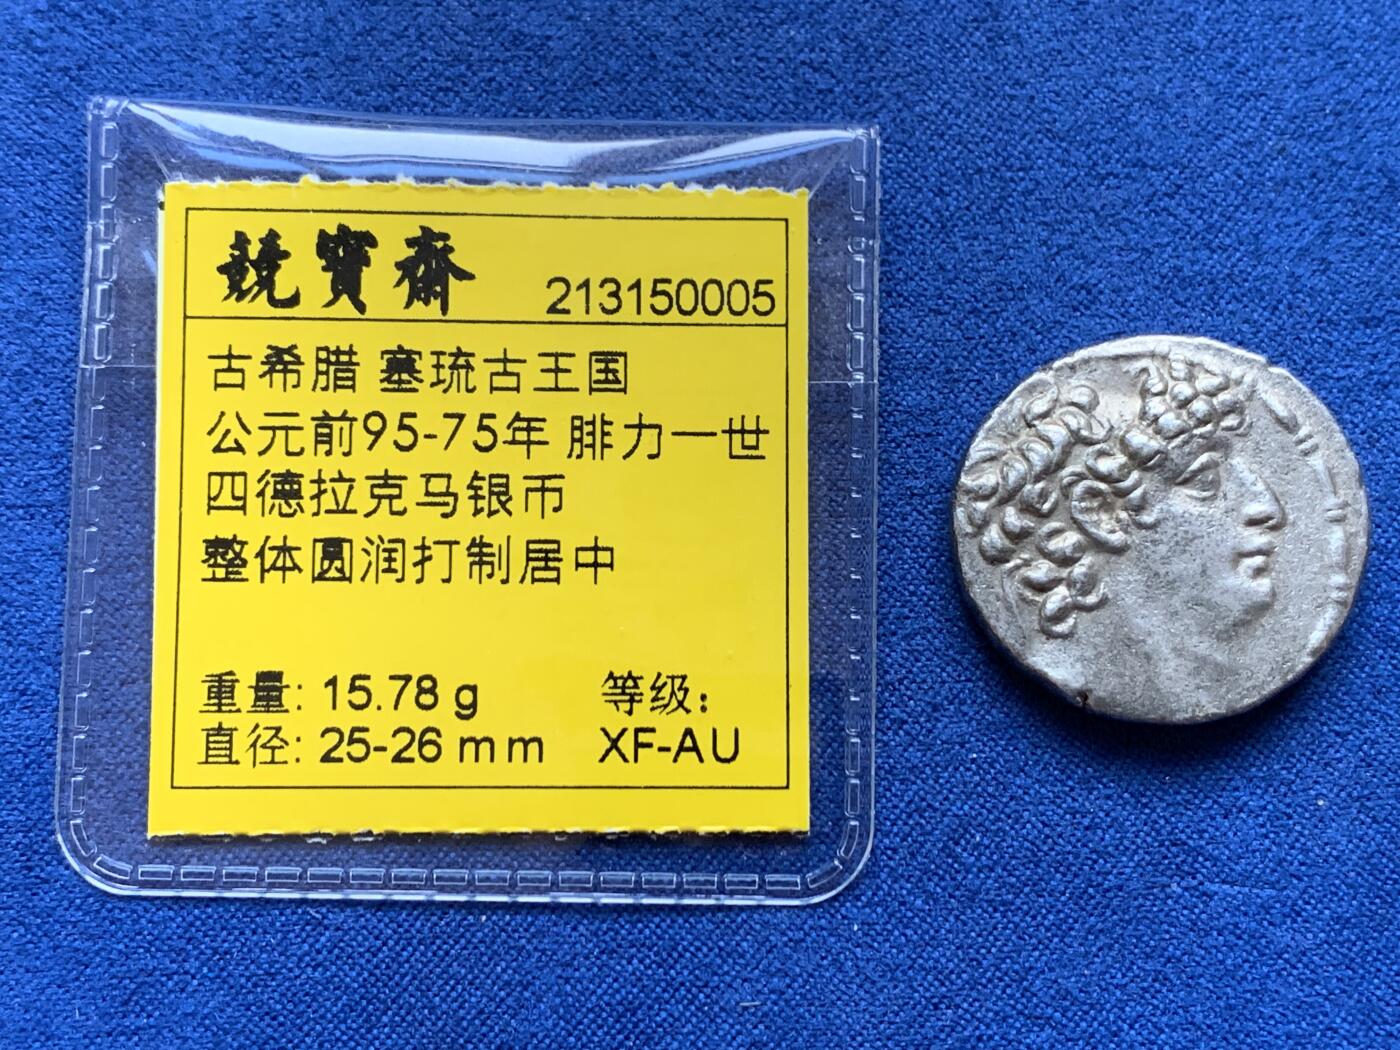 競寶齋 213150005
古希腊 塞琉古王国
公元前95-75年 腓力一世
四德拉克马银币
整体圆润打制居中
重量: 15.78 g 等级:
直径: 25-26 mm XF-AU